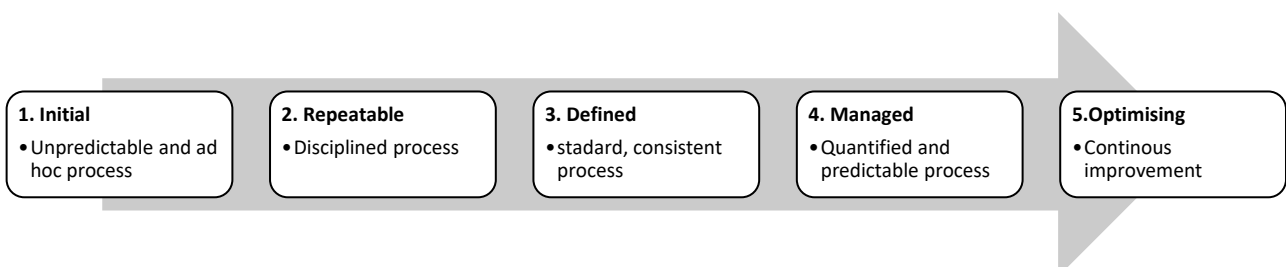 1. Initial
•Unpredictable and ad
hoc process
2. Repeatable
•Disciplined process
3. Defined
•stadard, consistent
process
4. Managed
•Quantified and
predictable process
5.Optimising
•Continous
improvement